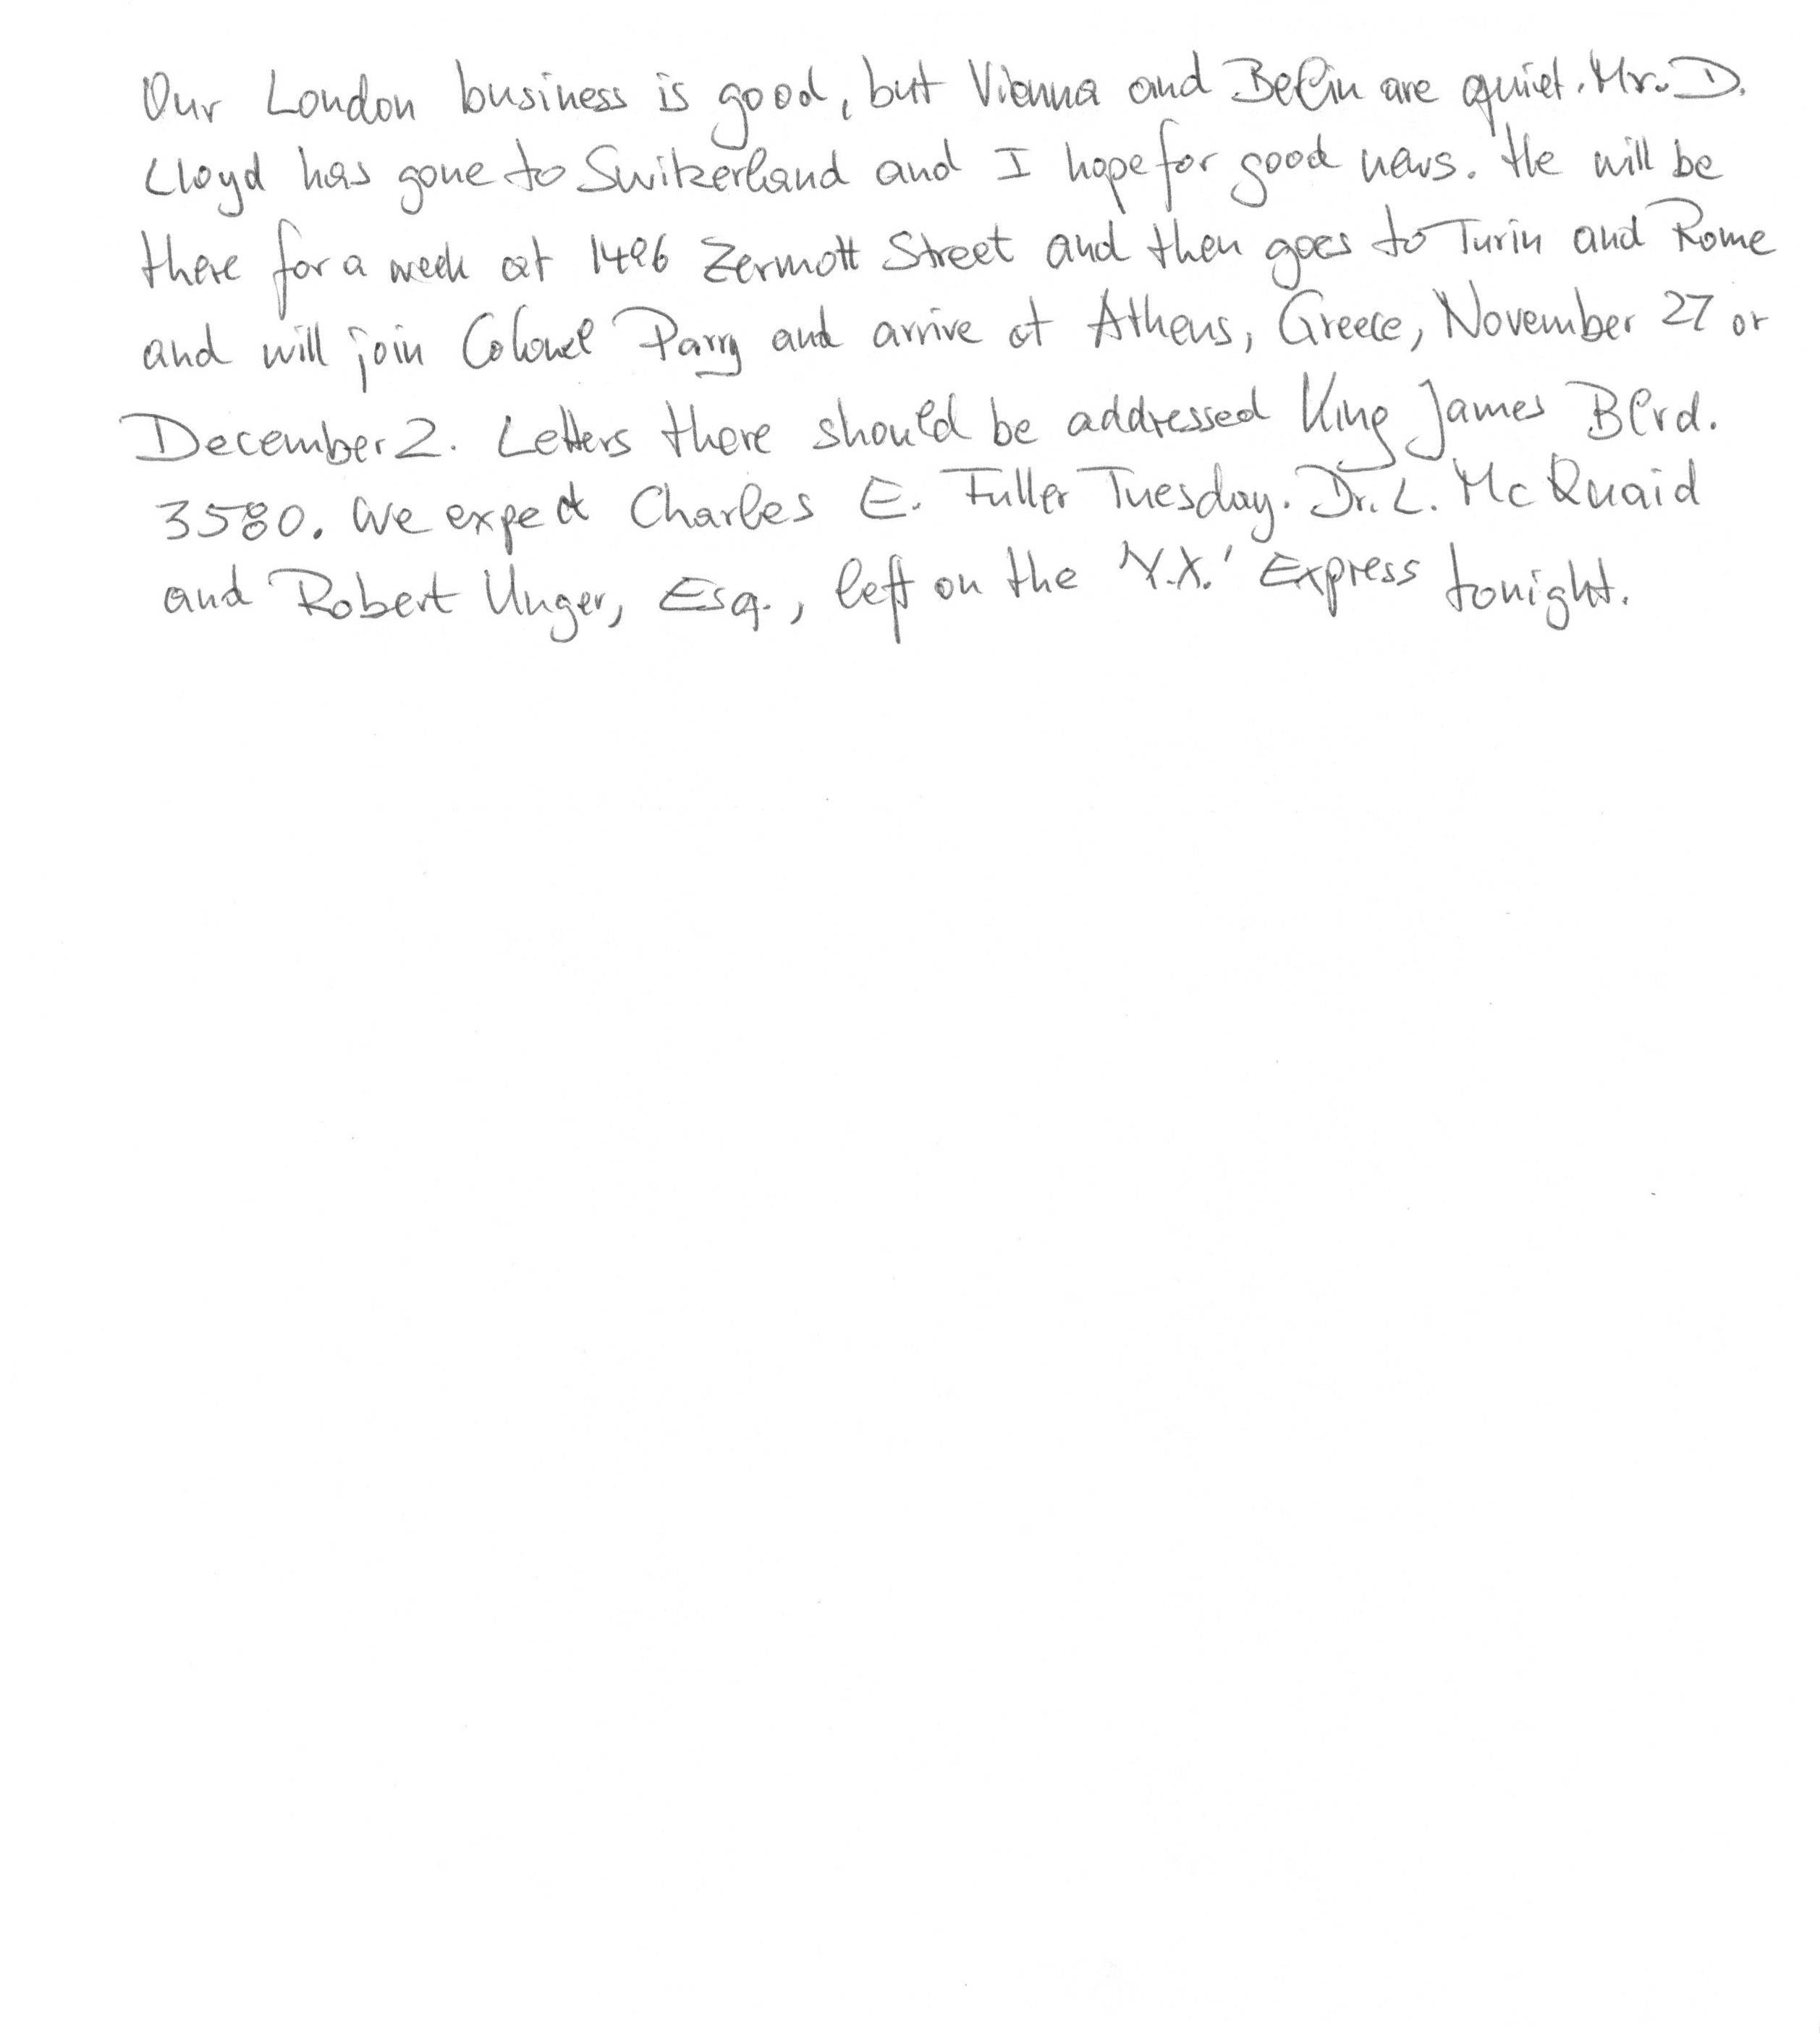 Our London business is good, but Vienna and Belin are quiet. Mr. D.
Lloyd has gone to Switzerland and I hope for good news. He will be
there for a week at 1496 Zermott Street and then goes to Turin and Rome
and will join Colonel Parry and arrive at Athens, Greece, November 27 or
December 2. Letters there should be addressed King James Blvd.
3580. We expect Charles E. Fuller Tuesday. Dr. L. McQuaid
and Robert Unger, Esq., left on the 'Y.X.' Express tonight.